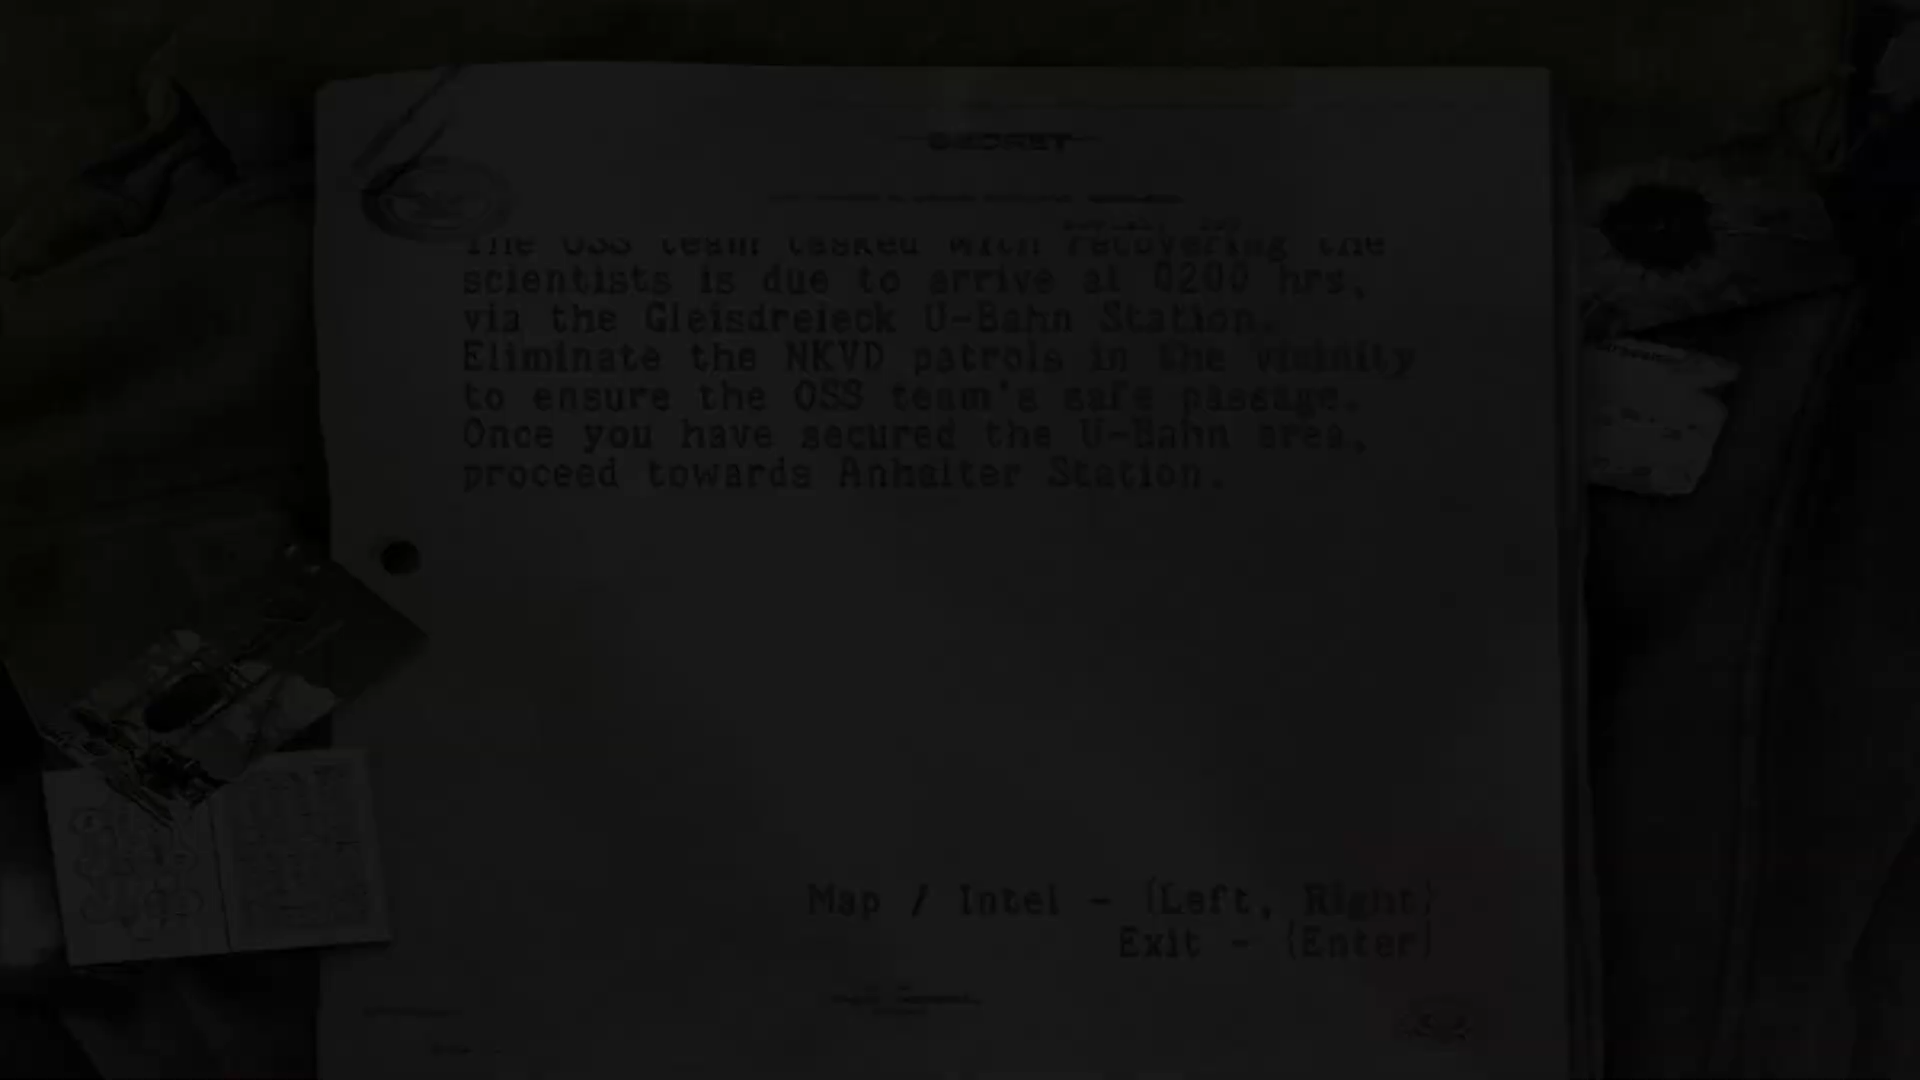 SECRET
The OSS team tasked with recovering the
scientists is due to arrive at 0200 hrs,
via the Gleisdreieck U-Bahn Station.
Eliminate the NKVD patrols in the vicinity
to ensure the OSS team's safe passage.
Once you have secured the U-Bahn area,
proceed towards Anhalter Station.
Map / Intel - (Left, Right)
Exit - (Enter)